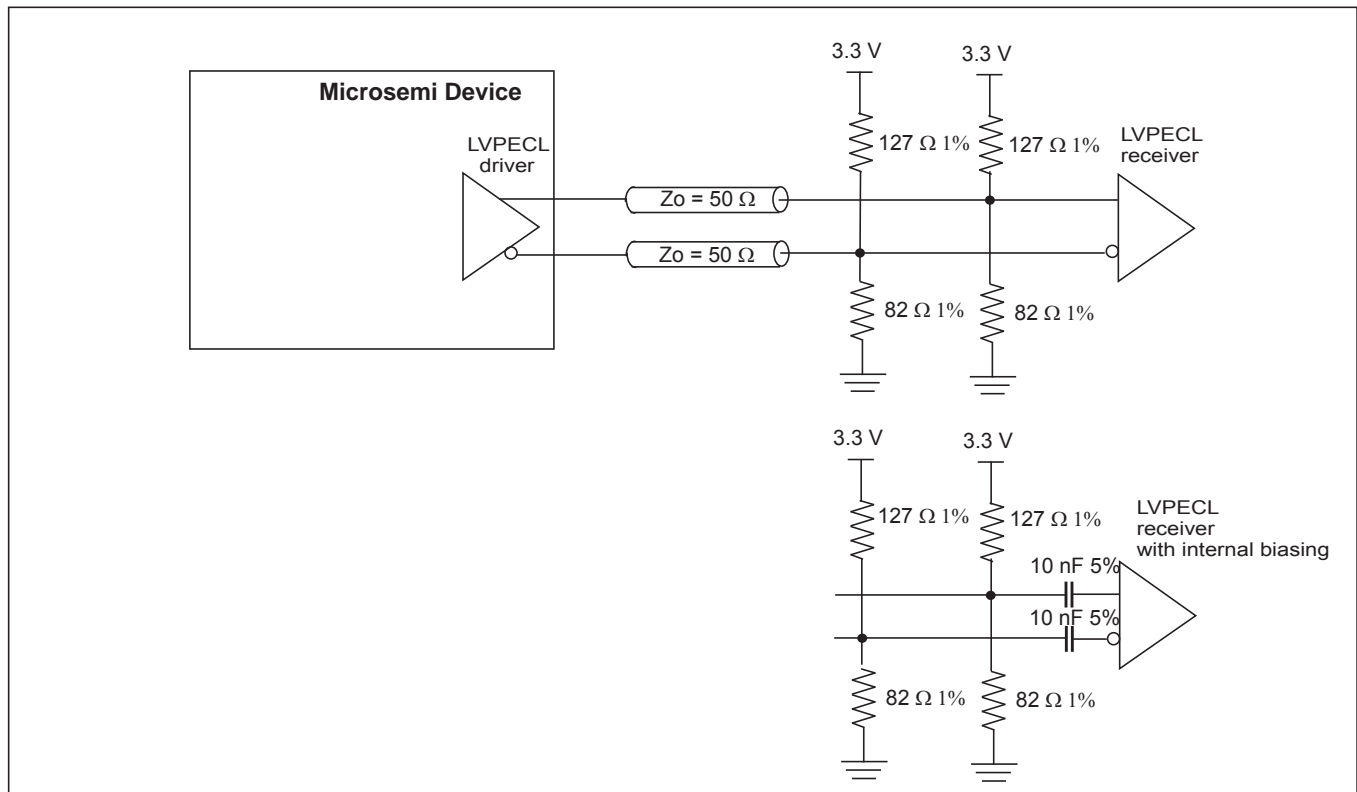 3.3 V
3.3 V
Microsemi Device
LVPECL
driver
127 Ω 1%
127 Ω 1%
LVPECL
receiver
Zo = 50 Ω
Zo = 50 Ω
82 Ω 1%
82 Ω 1%
3.3 V
3.3 V
127 Ω 1%
127 Ω 1%
LVPECL
receiver
with internal biasing
10 nF 5%
10 nF 5%
82 Ω 1%
82 Ω 1%